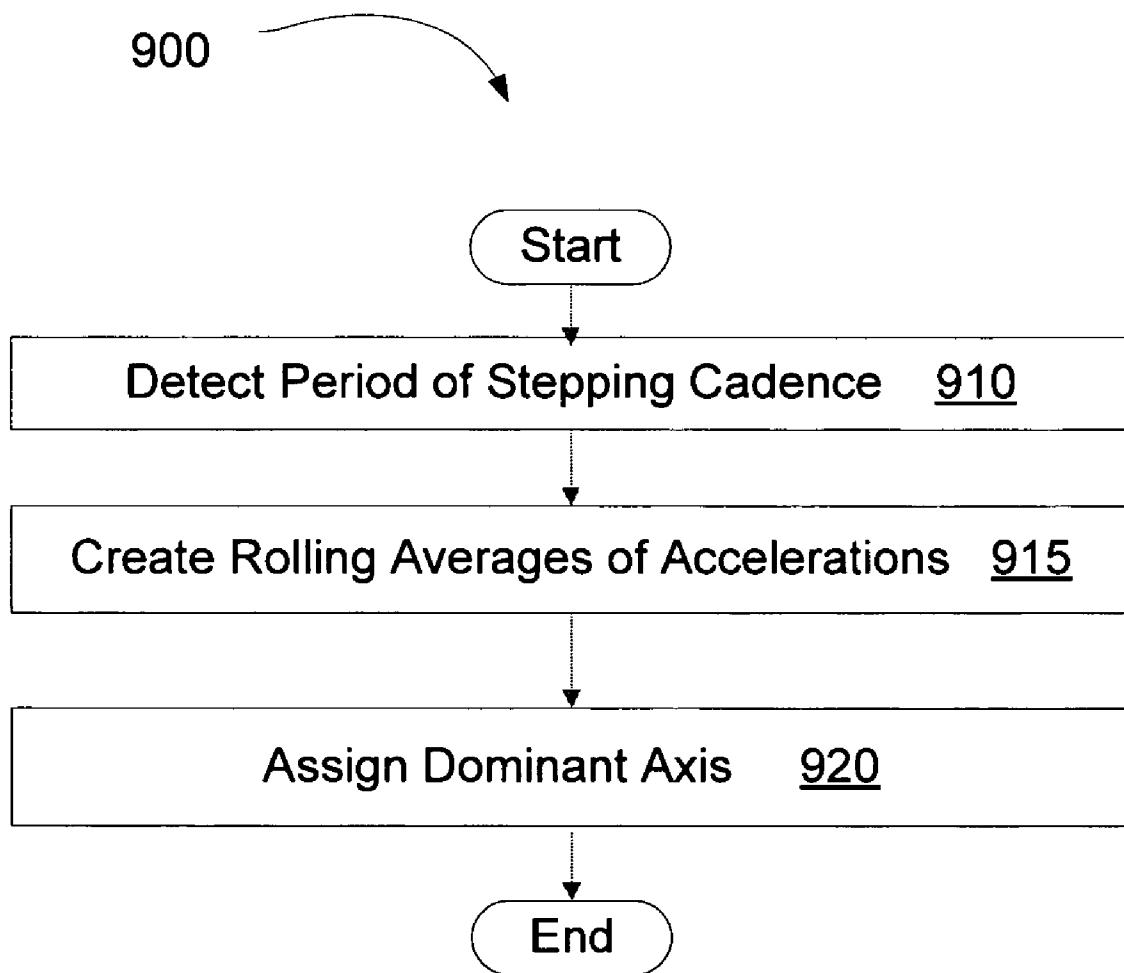 900
Start
Detect Period of Stepping Cadence 910
Create Rolling Averages of Accelerations 915
Assign Dominant Axis 920
End